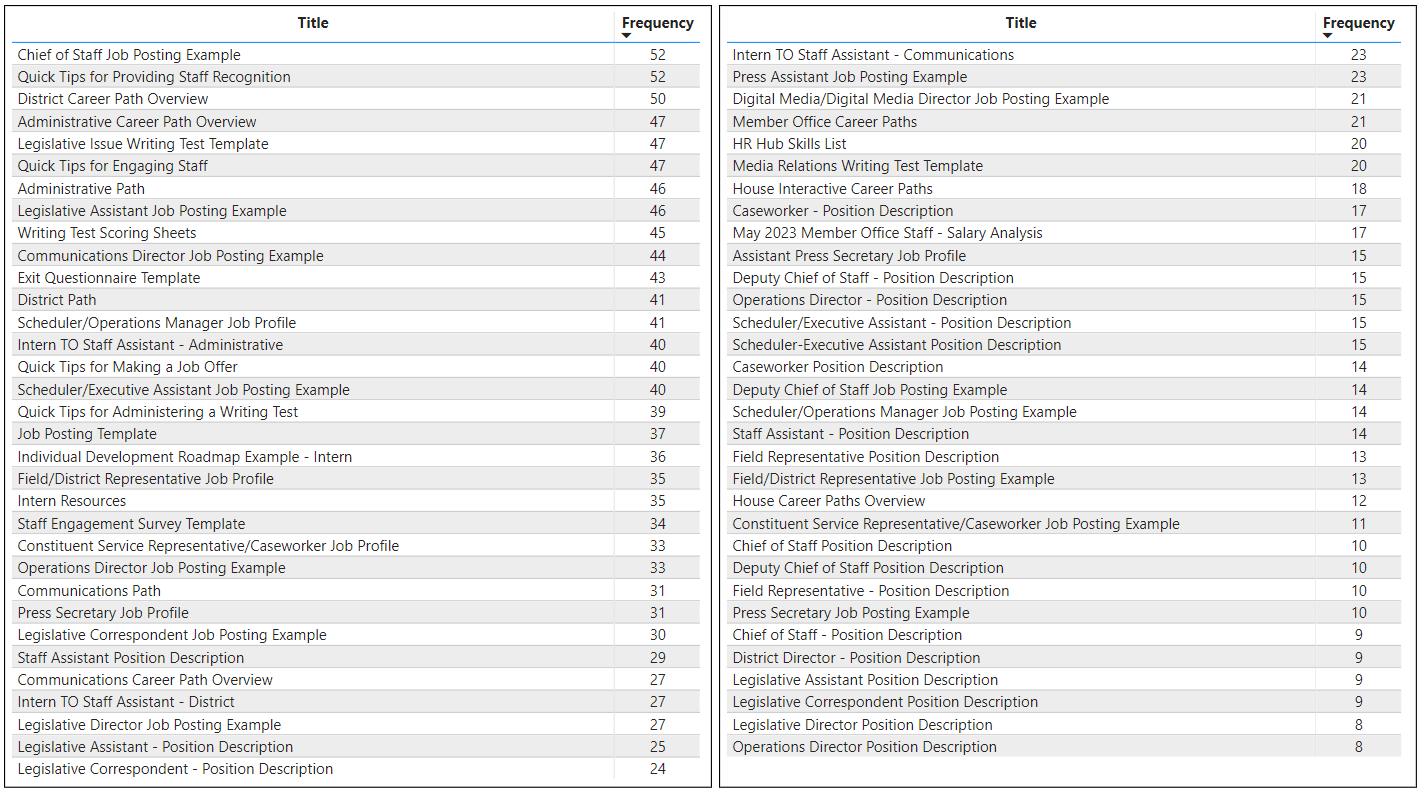 Title Frequency
Chief of Staff Job Posting Example 52
Quick Tips for Providing Staff Recognition 52
District Career Path Overview 50
Administrative Career Path Overview 47
Legislative Issue Writing Test Template 47
Quick Tips for Engaging Staff 47
Administrative Path 46
Legislative Assistant Job Posting Example 46
Writing Test Scoring Sheets 45
Communications Director Job Posting Example 44
Exit Questionnaire Template 43
District Path 41
Scheduler/Operations Manager Job Profile 41
Intern TO Staff Assistant - Administrative 40
Quick Tips for Making a Job Offer 40
Scheduler/Executive Assistant Job Posting Example 40
Quick Tips for Administering a Writing Test 39
Job Posting Template 37
Individual Development Roadmap Example - Intern 36
Field/District Representative Job Profile 35
Intern Resources 35
Staff Engagement Survey Template 34
Constituent Service Representative/Caseworker Job Profile 33
Operations Director Job Posting Example 33
Communications Path 31
Press Secretary Job Profile 31
Legislative Correspondent Job Posting Example 30
Staff Assistant Position Description 29
Communications Career Path Overview 27
Intern TO Staff Assistant - District 27
Legislative Director Job Posting Example 27
Legislative Assistant - Position Description 25
Legislative Correspondent - Position Description 24
Title Frequency
Intern TO Staff Assistant - Communications 23
Press Assistant Job Posting Example 23
Digital Media/Digital Media Director Job Posting Example 21
Member Office Career Paths 21
HR Hub Skills List 20
Media Relations Writing Test Template 20
House Interactive Career Paths 18
Caseworker - Position Description 17
May 2023 Member Office Staff - Salary Analysis 17
Assistant Press Secretary Job Profile 15
Deputy Chief of Staff - Position Description 15
Operations Director - Position Description 15
Scheduler/Executive Assistant - Position Description 15
Scheduler-Executive Assistant Position Description 15
Caseworker Position Description 14
Deputy Chief of Staff Job Posting Example 14
Scheduler/Operations Manager Job Posting Example 14
Staff Assistant - Position Description 14
Field Representative Position Description 13
Field/District Representative Job Posting Example 13
House Career Paths Overview 12
Constituent Service Representative/Caseworker Job Posting Example 11
Chief of Staff Position Description 10
Deputy Chief of Staff Position Description 10
Field Representative - Position Description 10
Press Secretary Job Posting Example 10
Chief of Staff - Position Description 9
District Director - Position Description 9
Legislative Assistant Position Description 9
Legislative Correspondent Position Description 9
Legislative Director Position Description 8
Operations Director Position Description 8